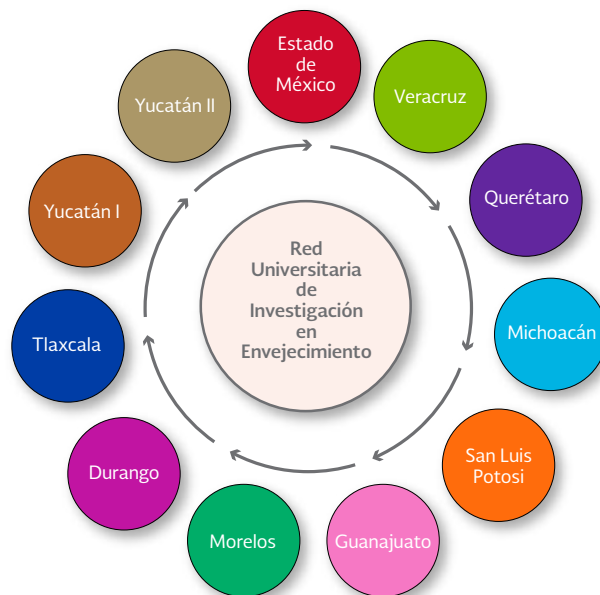 Estado
de
México
Veracruz
Querétaro
Michoacán
San Luis
Potosi
Guanajuato
Morelos
Durango
Tlaxcala
Yucatán I
Yucatán II
Red
Universitaria
de
Investigación
en
Envejecimiento